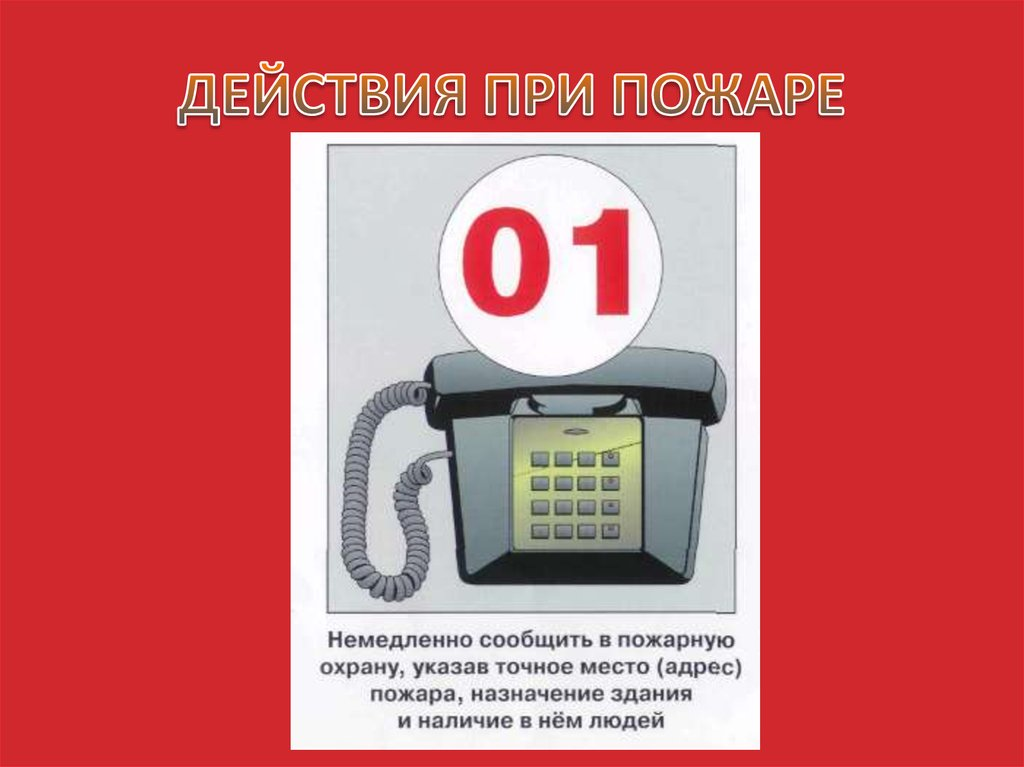 ДЕЙСТВИЯ ПРИ ПОЖАРЕ
01
Немедленно сообщить в пожарную
охрану, указав точное место (адрес)
пожара, назначение здания
и наличие в нём людей